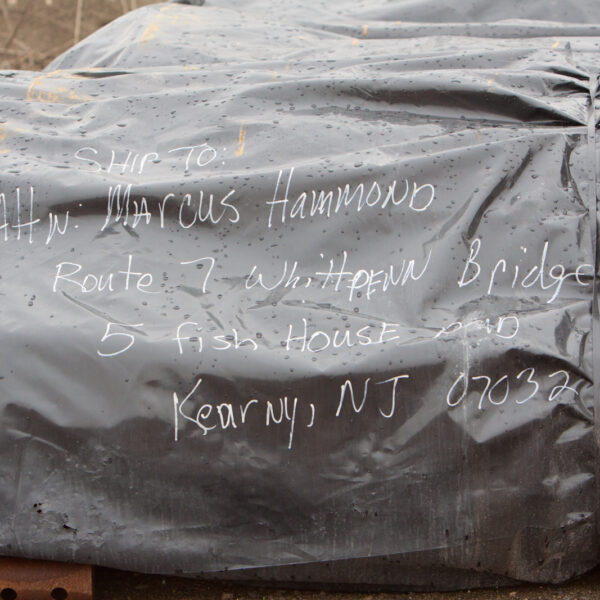 SHIP TO:
Attn: MARCUS HAMMOND
Route 7 WhittPENN Bridge
5 fish HOUSE
Kearny, NJ 07032